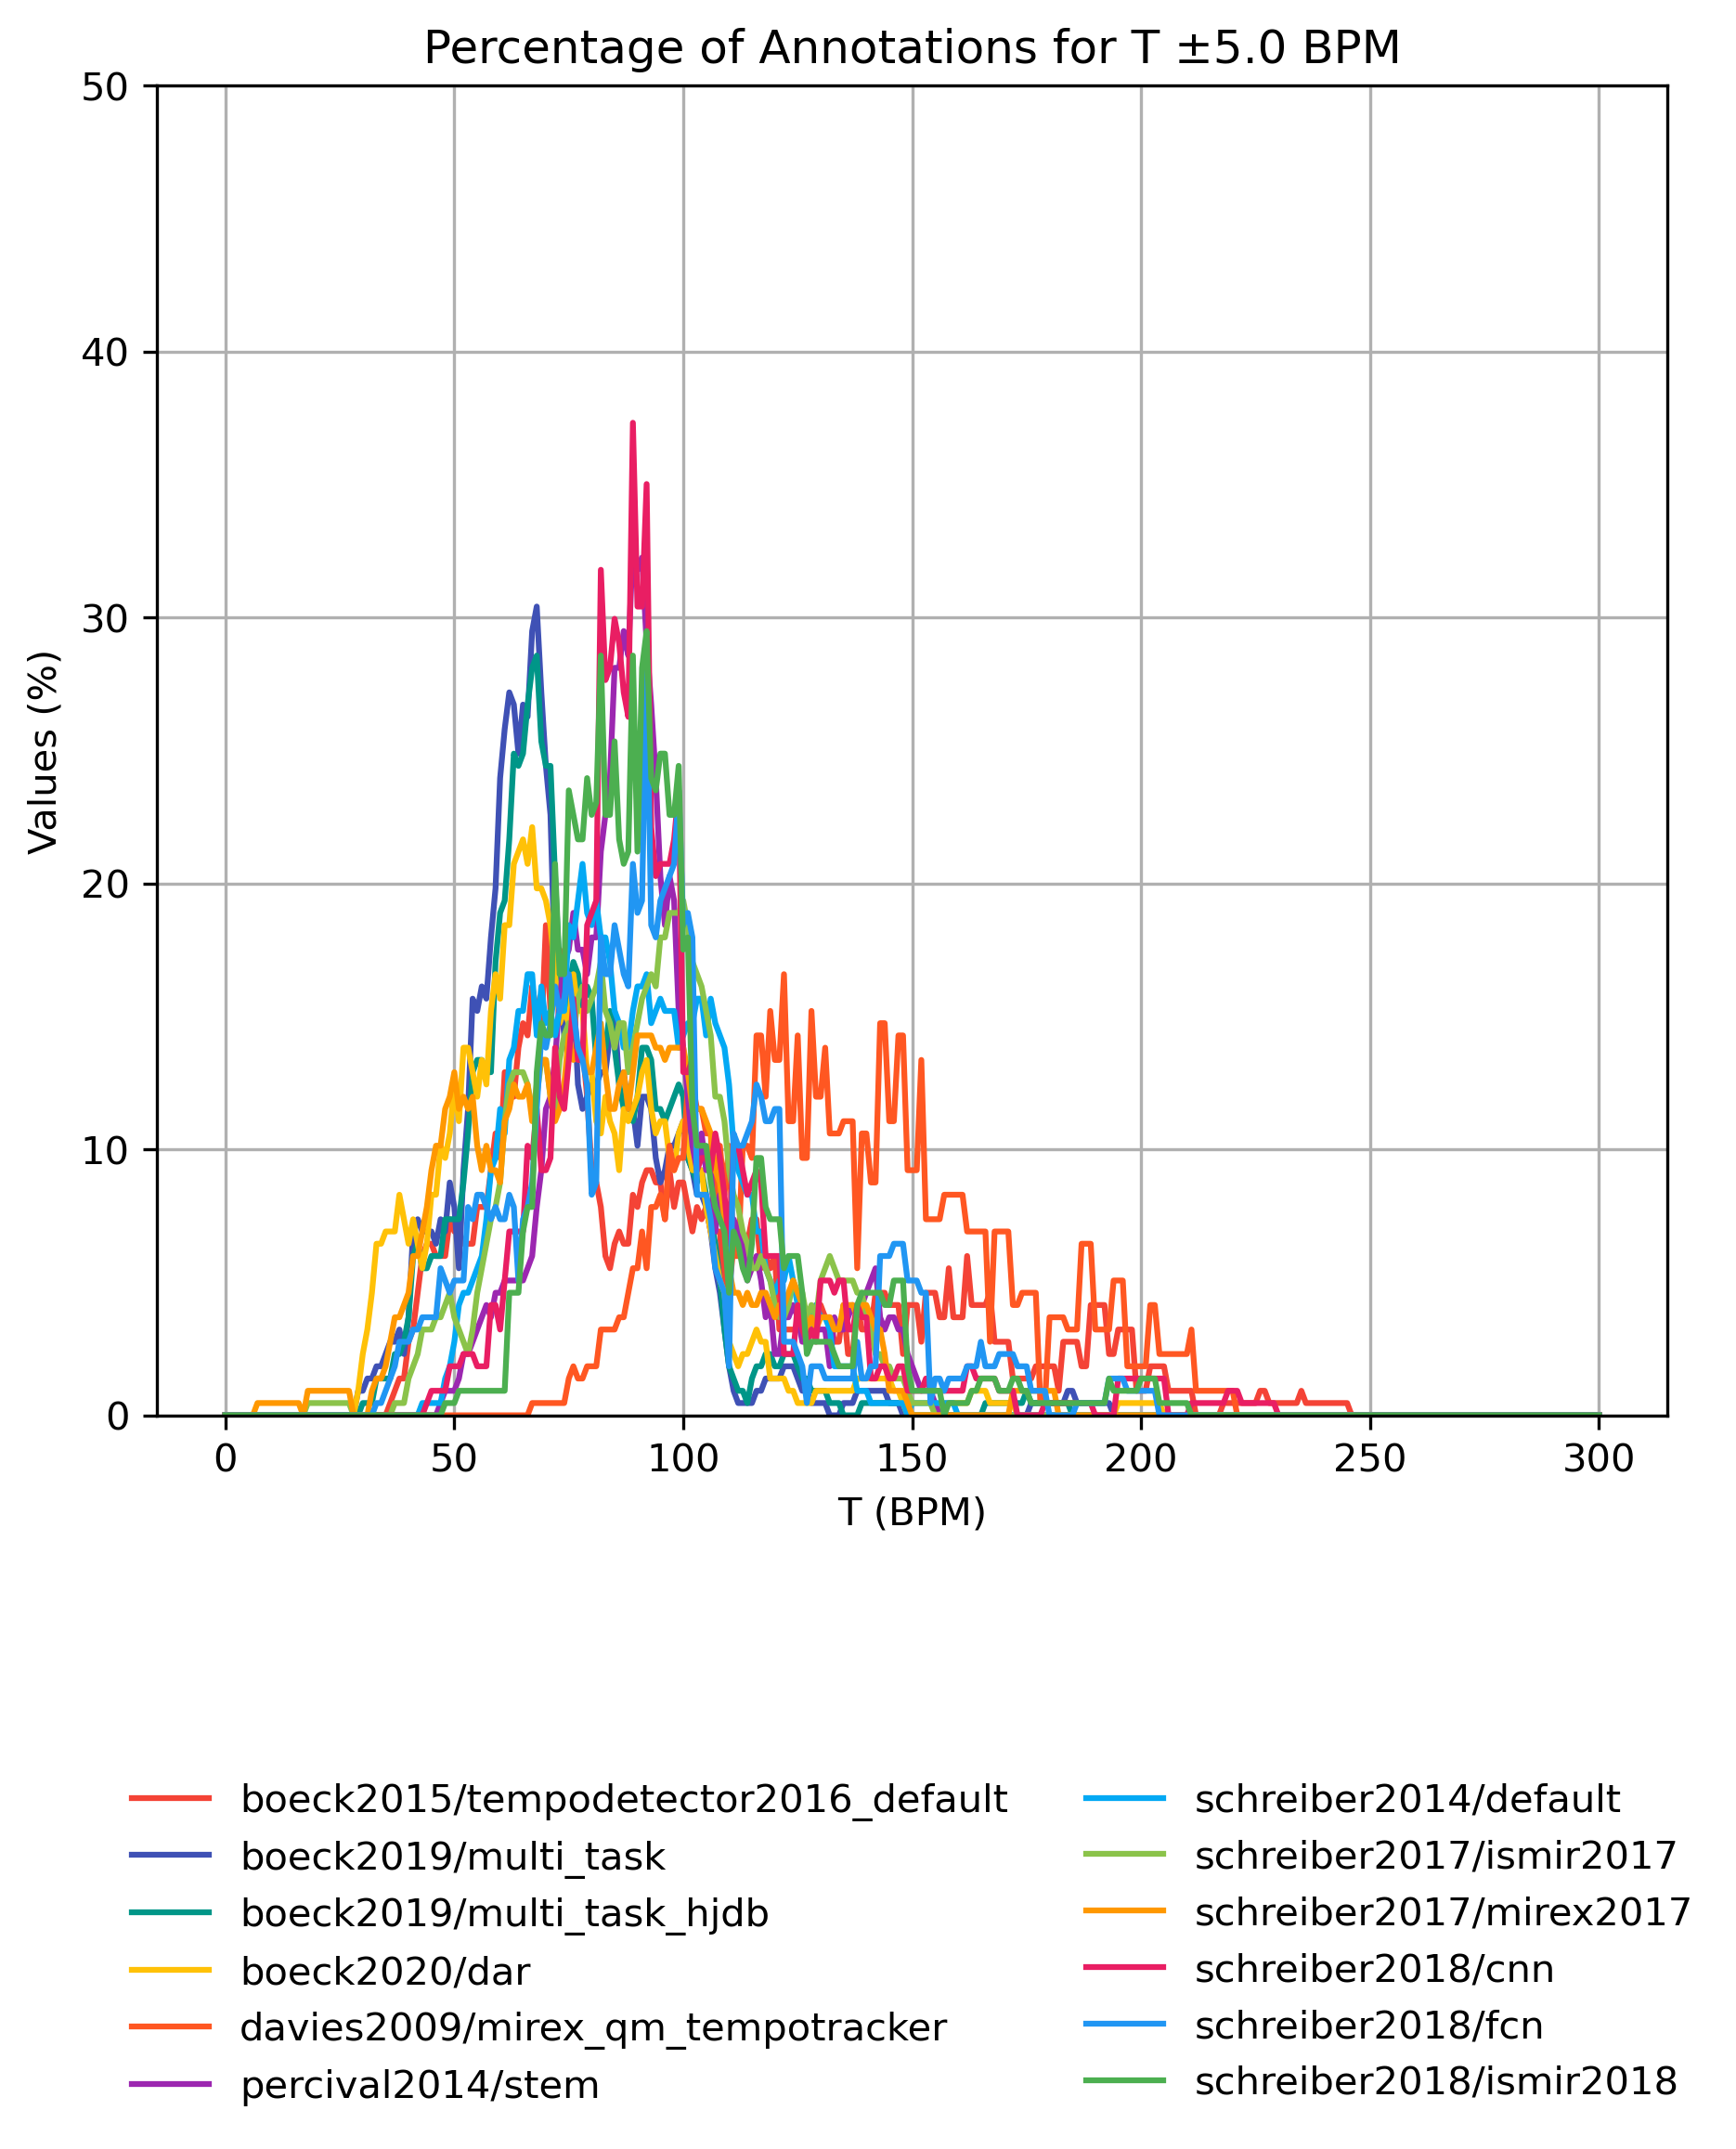 Percentage of Annotations for T ±5.0 BPM
50
40
30
20
10
0
Values (%)
0 50 100 150 200 250 300
T (BPM)
boeck2015/tempodetector2016_default
boeck2019/multi_task
boeck2019/multi_task_hjdb
boeck2020/dar
davies2009/mirex_qm_tempotracker
percival2014/stem
schreiber2014/default
schreiber2017/ismir2017
schreiber2017/mirex2017
schreiber2018/cnn
schreiber2018/fcn
schreiber2018/ismir2018